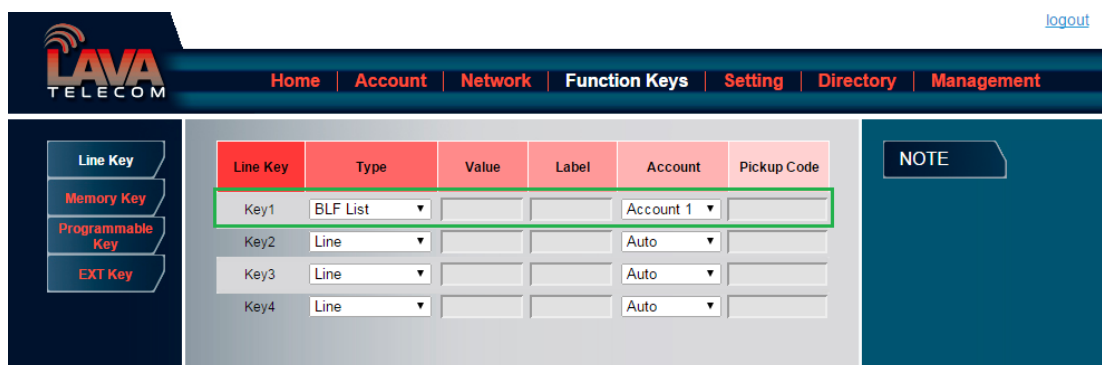 logout
LAVA
TELECOM
Home | Account | Network | Function Keys | Setting | Directory | Management
Line Key
Memory Key
Programmable
Key
EXT Key
Line Key Type Value Label Account Pickup Code
Key1 BLF List Account 1
Key2 Line Auto
Key3 Line Auto
Key4 Line Auto
NOTE